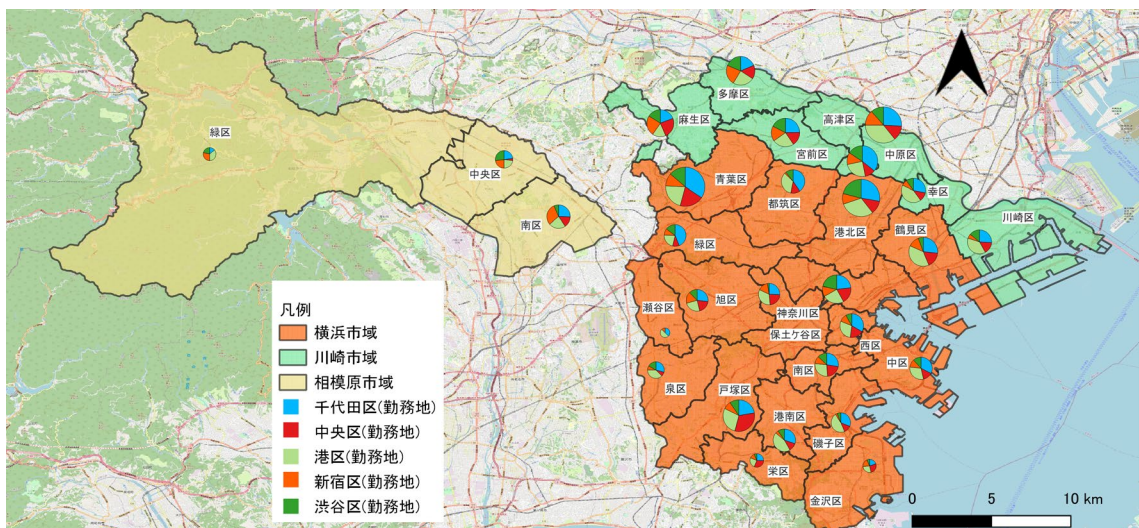 多摩区
麻生区
高津区
緑区
中原区
宮前区
中央区
青葉区
都筑区
幸区
川崎区
南区
港北区
鶴見区
緑区
瀬谷区
旭区
神奈川区
保土ケ谷区
西区
南区
中区
泉区
戸塚区
港南区
磯子区
栄区
金沢区
凡例
横浜市域
川崎市域
相模原市域
千代田区(勤務地)
中央区(勤務地)
港区(勤務地)
新宿区(勤務地)
渋谷区(勤務地)
0 5 10 km